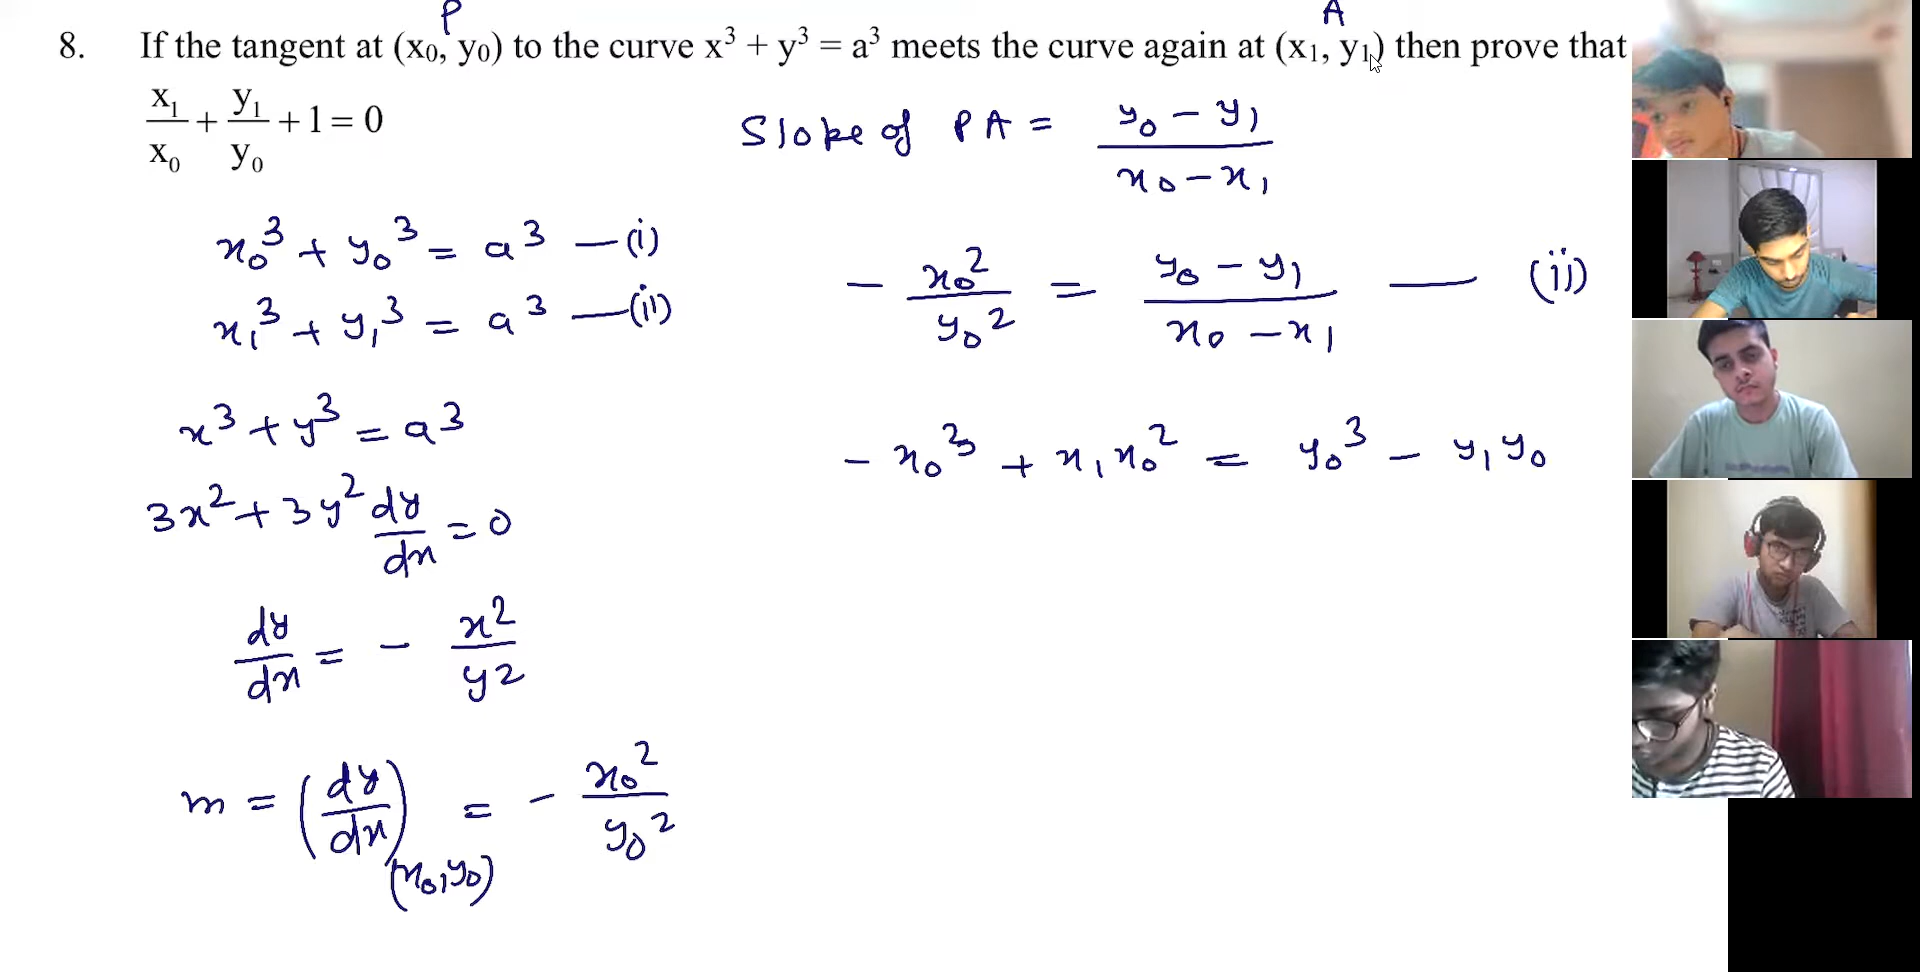 P A
8. If the tangent at (x₀, y₀) to the curve x³ + y³ = a³ meets the curve again at (x₁, y₁) then prove that
x₁/x₀ + y₁/y₀ + 1 = 0
Slope of PA = (y₀ − y₁)/(x₀ − x₁)
x₀³ + y₀³ = a³ —(i)
x₁³ + y₁³ = a³ —(ii)
− x₀²/y₀² = (y₀ − y₁)/(x₀ − x₁) — (ii)
x³ + y³ = a³
− x₀³ + x₁x₀² = y₀³ − y₁y₀
3x² + 3y² dy/dx = 0
dy/dx = − x²/y²
m = (dy/dx)(x₀,y₀) = − x₀²/y₀²